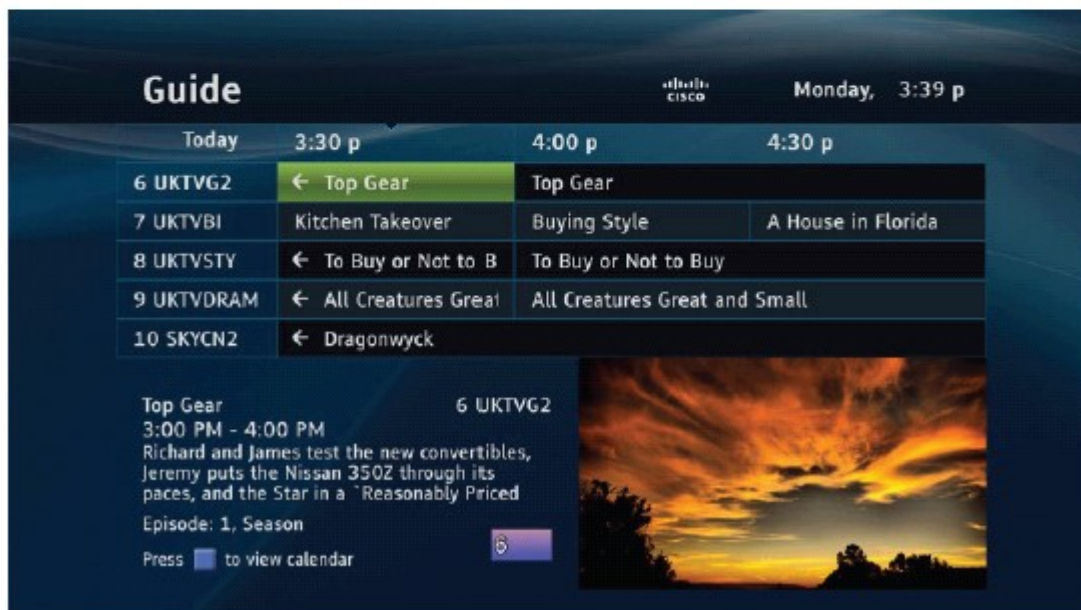 Guide
cisco
Monday, 3:39 p
Today 3:30 p 4:00 p 4:30 p
6 UKTVG2 ← Top Gear Top Gear
7 UKTVBI Kitchen Takeover Buying Style A House in Florida
8 UKTVSTY ← To Buy or Not to B To Buy or Not to Buy
9 UKTVDRAM ← All Creatures Great All Creatures Great and Small
10 SKYCN2 ← Dragonwyck
Top Gear 6 UKTVG2
3:00 PM - 4:00 PM
Richard and James test the new convertibles,
Jeremy puts the Nissan 350Z through its
paces, and the Star in a `Reasonably Priced
Episode: 1, Season
6
Press to view calendar